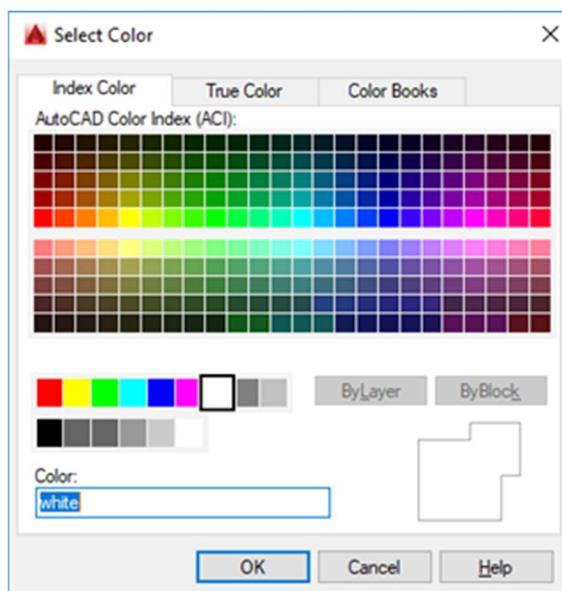 Select Color
Index Color True Color Color Books
AutoCAD Color Index (ACI):
ByLayer ByBlock
Color:
white
OK Cancel Help